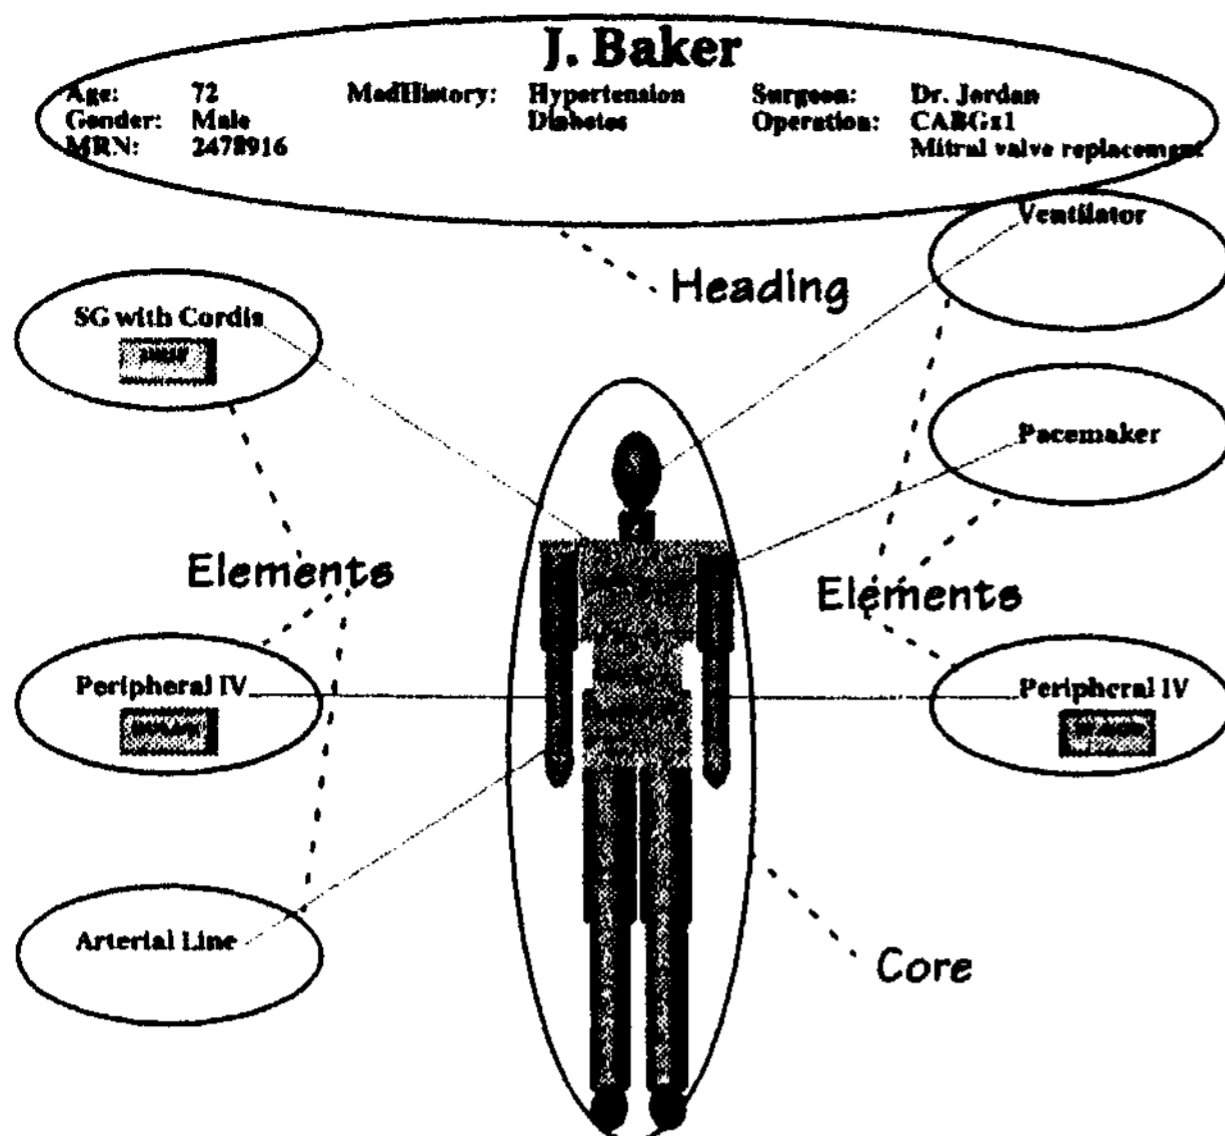 J. Baker
Age: 72 MedHistory: Hypertension Surgeon: Dr. Jordan
Gender: Male Diabetes Operation: CABGx1
MRN: 2478916 Mitral valve replacement
Ventilator
Heading
SG with Cordis
Pacemaker
Elements
Elements
Peripheral IV
Peripheral IV
Arterial Line
Core